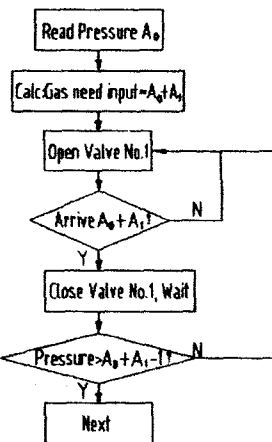 Read Pressure A₀
Calc:Gas need input=A₀+A₁
Open Valve No.1
Arrive A₀+A₁?
N
Y
Close Valve No.1, Wait
Pressure>A₀+A₁-1?
N
Y
Next